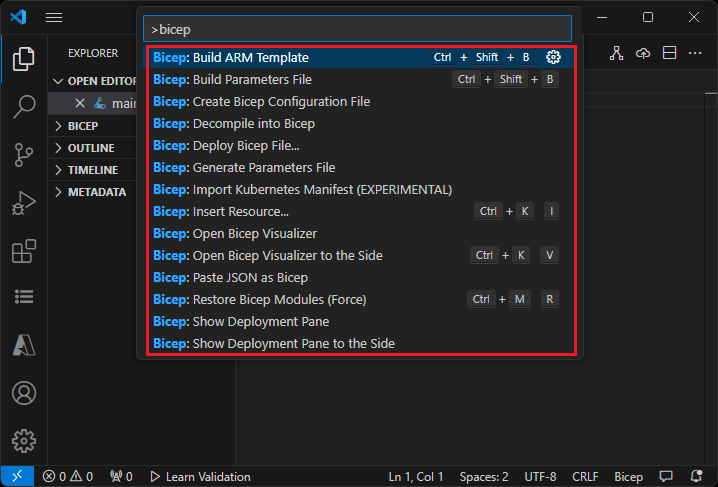 >bicep
EXPLORER
OPEN EDITOR
main
BICEP
OUTLINE
TIMELINE
METADATA
Bicep: Build ARM Template Ctrl + Shift + B
Bicep: Build Parameters File Ctrl + Shift + B
Bicep: Create Bicep Configuration File
Bicep: Decompile into Bicep
Bicep: Deploy Bicep File...
Bicep: Generate Parameters File
Bicep: Import Kubernetes Manifest (EXPERIMENTAL)
Bicep: Insert Resource... Ctrl + K I
Bicep: Open Bicep Visualizer
Bicep: Open Bicep Visualizer to the Side Ctrl + K V
Bicep: Paste JSON as Bicep
Bicep: Restore Bicep Modules (Force) Ctrl + M R
Bicep: Show Deployment Pane
Bicep: Show Deployment Pane to the Side
0 0 0 Learn Validation Ln 1, Col 1 Spaces: 2 UTF-8 CRLF Bicep